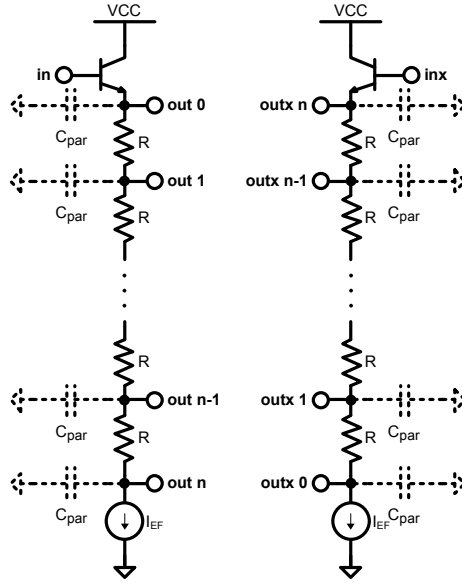 VCC VCC
in inx
out 0 outx n
Cpar R R Cpar
out 1 outx n-1
Cpar R R Cpar
R R
out n-1 outx 1
Cpar R R Cpar
out n outx 0
Cpar IEF IEF Cpar